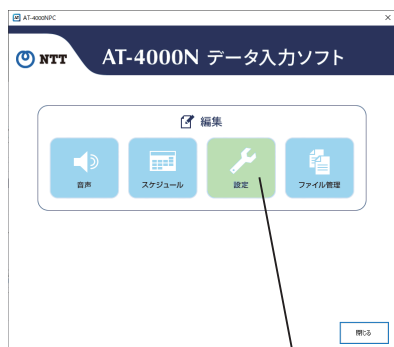 AT-4000NPC
NTT AT-4000N データ入力ソフト
編集
音声 スケジュール 設定 ファイル管理
閉じる